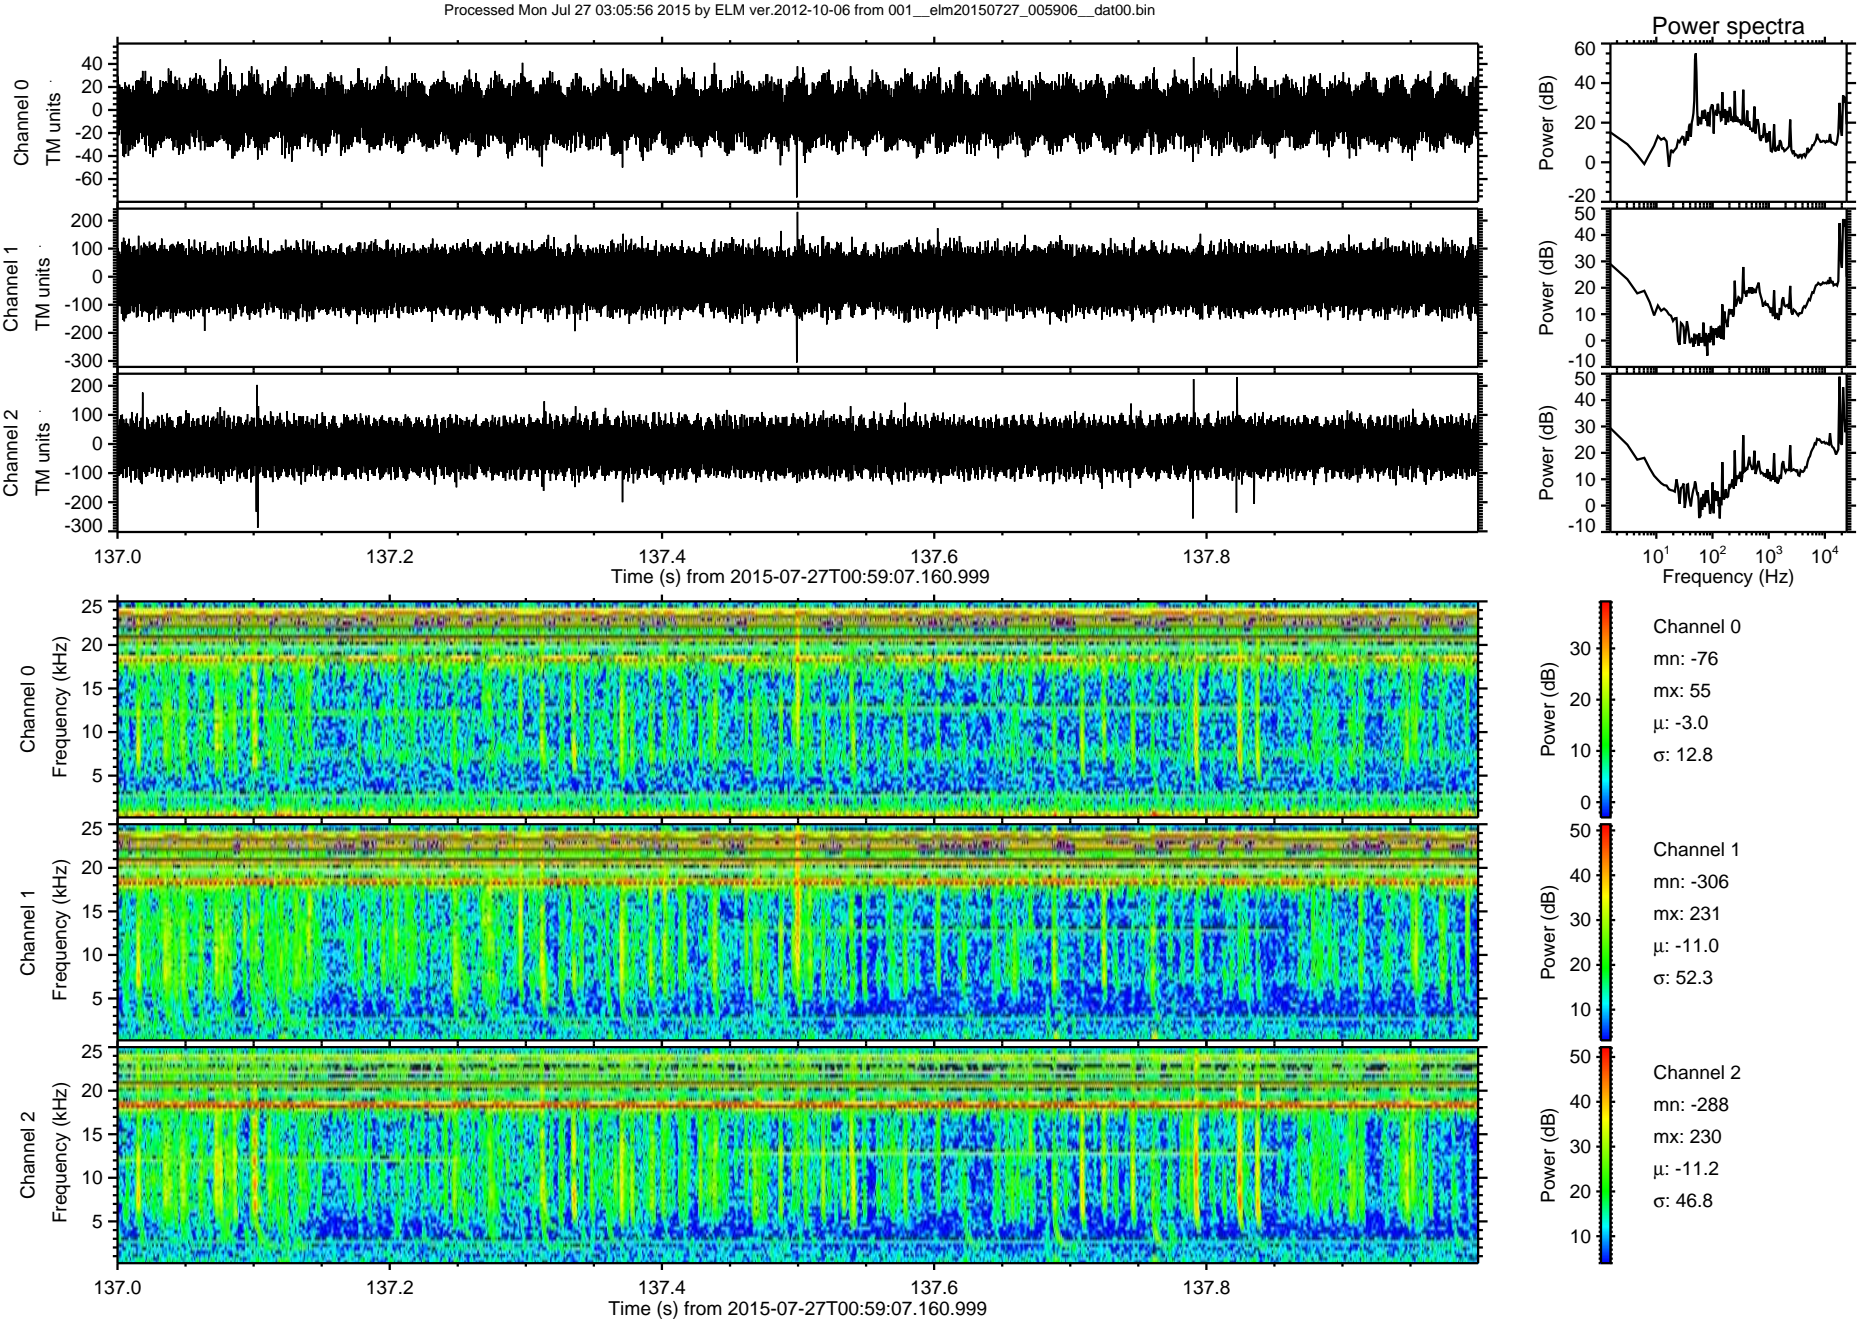 Processed Mon Jul 27 03:05:56 2015 by ELM ver.2012-10-06 from 001__elm20150727_005906__dat00.bin
Power spectra
Channel 0
TM units
40
20
0
-20
-40
-60
Power (dB)
60
40
20
0
-20
Channel 1
TM units
200
100
0
-100
-200
-300
Power (dB)
50
40
30
20
10
0
-10
Channel 2
TM units
200
100
0
-100
-200
-300
Power (dB)
50
40
30
20
10
0
-10
137.0 137.2 137.4 137.6 137.8
Time (s) from 2015-07-27T00:59:07.160.999
10¹ 10² 10³ 10⁴
Frequency (Hz)
Channel 0
Frequency (kHz)
25
20
15
10
5
Power (dB)
30
20
10
0
Channel 0
mn: -76
mx: 55
μ: -3.0
σ: 12.8
Channel 1
Frequency (kHz)
25
20
15
10
5
Power (dB)
50
40
30
20
10
Channel 1
mn: -306
mx: 231
μ: -11.0
σ: 52.3
Channel 2
Frequency (kHz)
25
20
15
10
5
Power (dB)
50
40
30
20
10
Channel 2
mn: -288
mx: 230
μ: -11.2
σ: 46.8
137.0 137.2 137.4 137.6 137.8
Time (s) from 2015-07-27T00:59:07.160.999